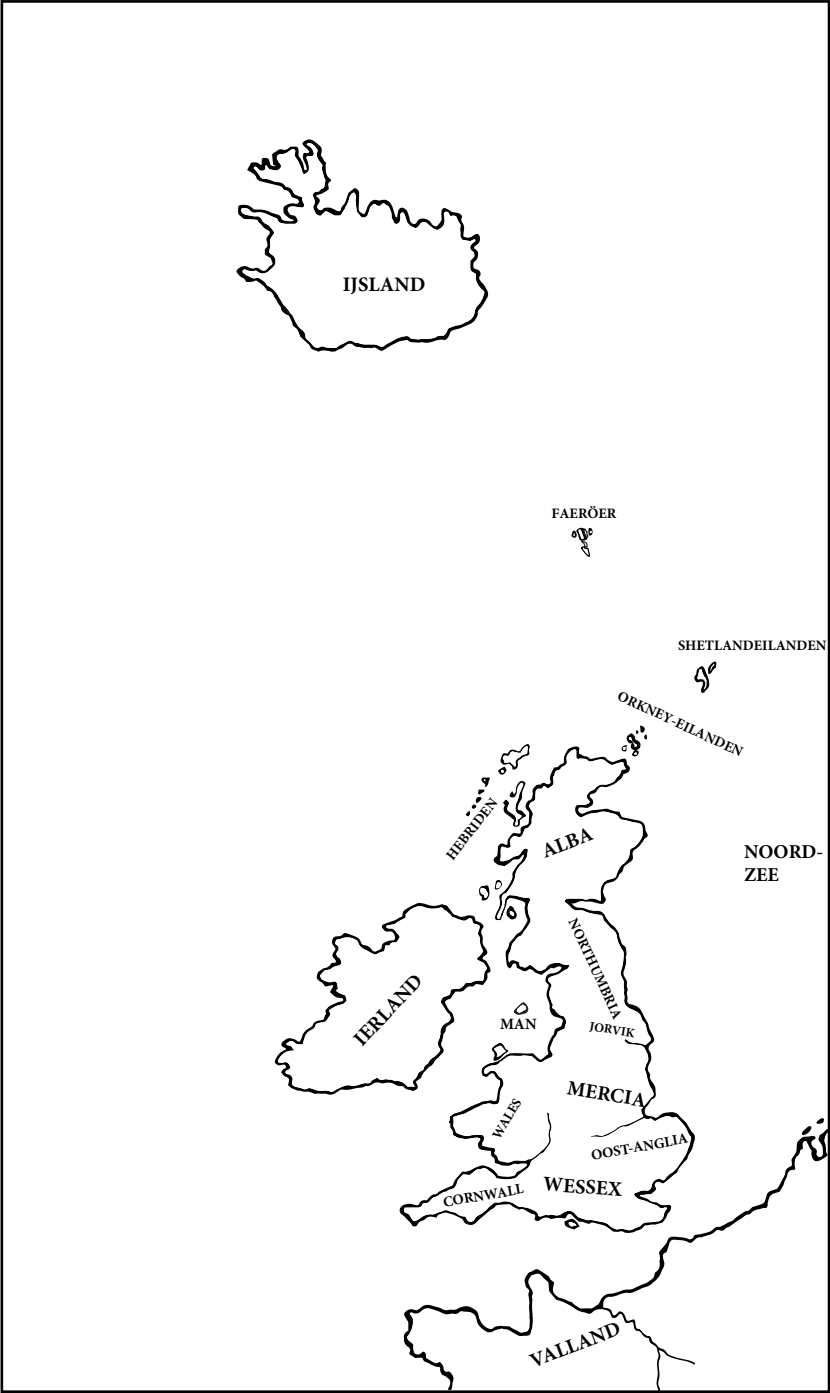 IJSLAND
FAERÖER
SHETLANDEILANDEN
ORKNEY-EILANDEN
HEBRIDEN
ALBA
NOORD-
ZEE
NORTHUMBRIA
IERLAND
MAN
JORVIK
MERCIA
WALES
OOST-ANGLIA
CORNWALL
WESSEX
VALLAND